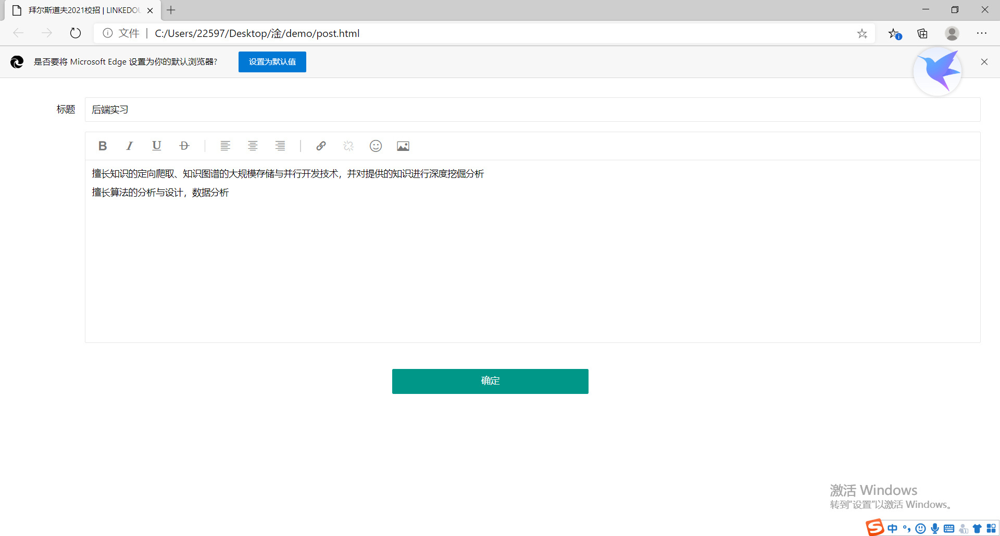 拜尔斯道夫2021校招 | LINKEDOU
文件 | C:/Users/22597/Desktop/淦/demo/post.html
是否要将 Microsoft Edge 设置为你的默认浏览器?
设置为默认值
标题
后端实习
B I U D
擅长知识的定向爬取、知识图谱的大规模存储与并行开发技术，并对提供的知识进行深度挖掘分析
擅长算法的分析与设计，数据分析
确定
激活 Windows
转到“设置”以激活 Windows。
S 中